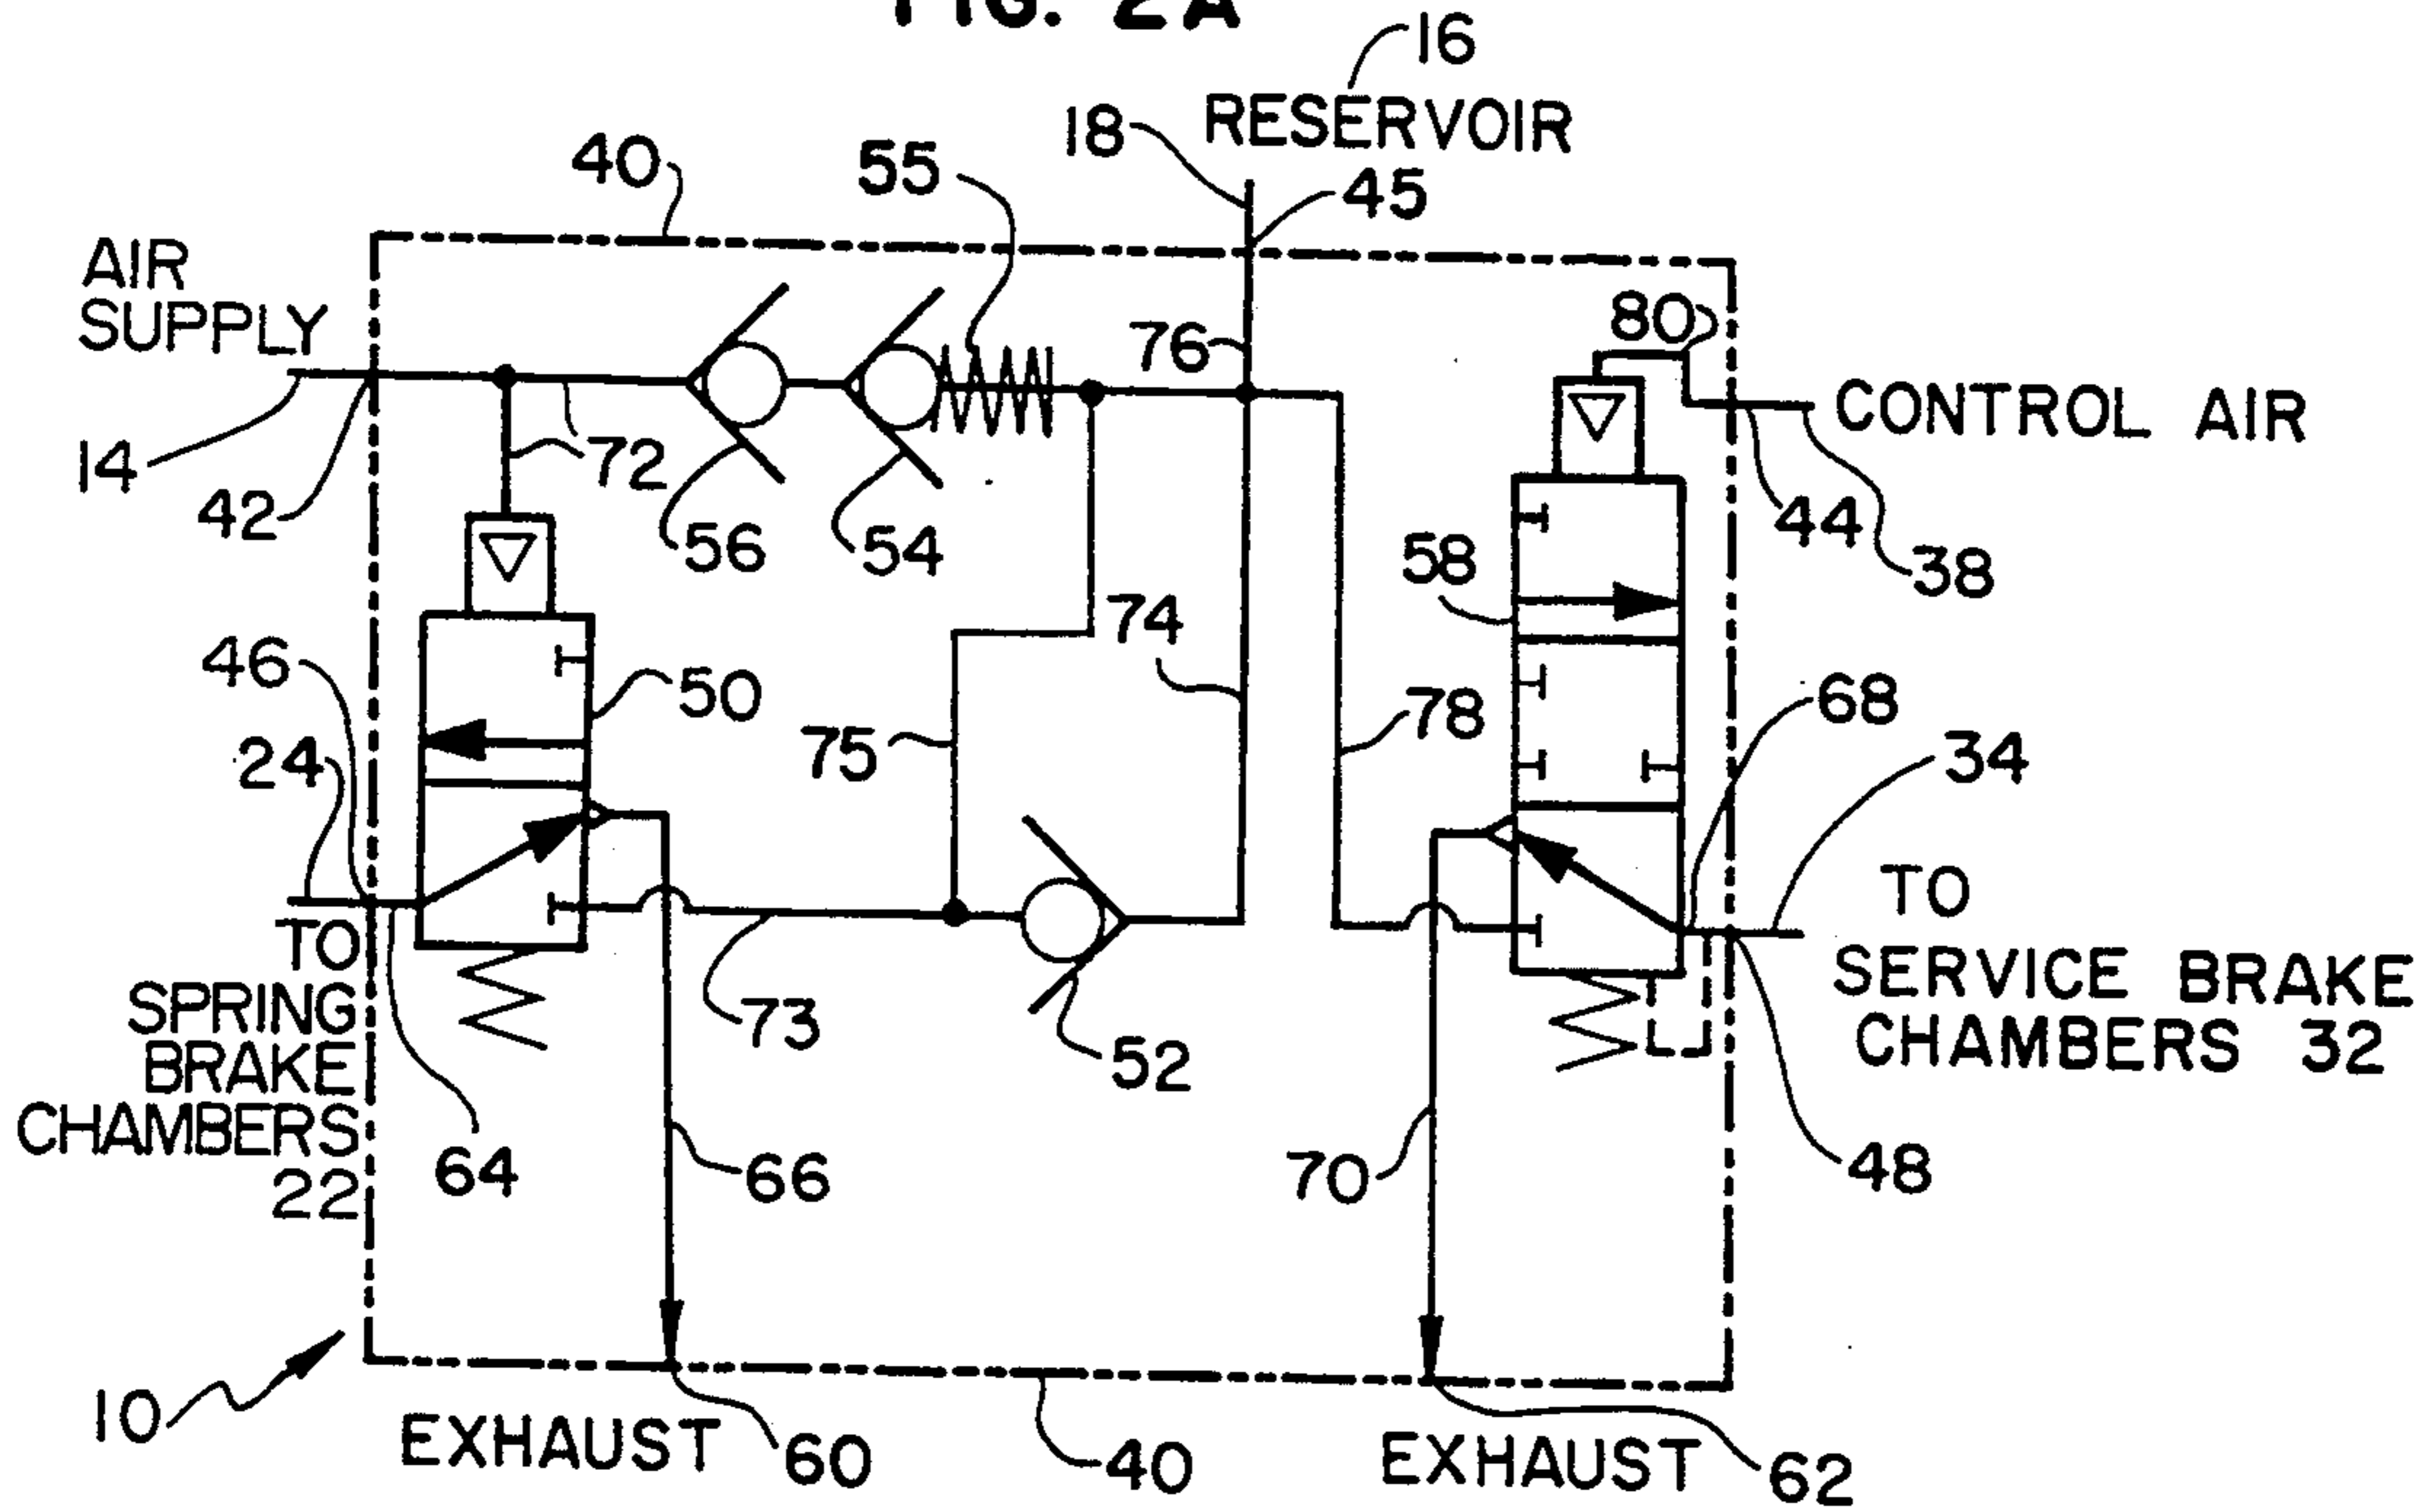 FIG. 2A
16
RESERVOIR
18
40
55
45
AIR
SUPPLY
80
76
CONTROL AIR
14
72
42
56
54
44
38
58
74
46
50
68
78
24
75
34
TO
SPRING
BRAKE
CHAMBERS
22
TO
SERVICE BRAKE
CHAMBERS 32
73
52
64
66
70
48
10
EXHAUST
60
40
EXHAUST
62